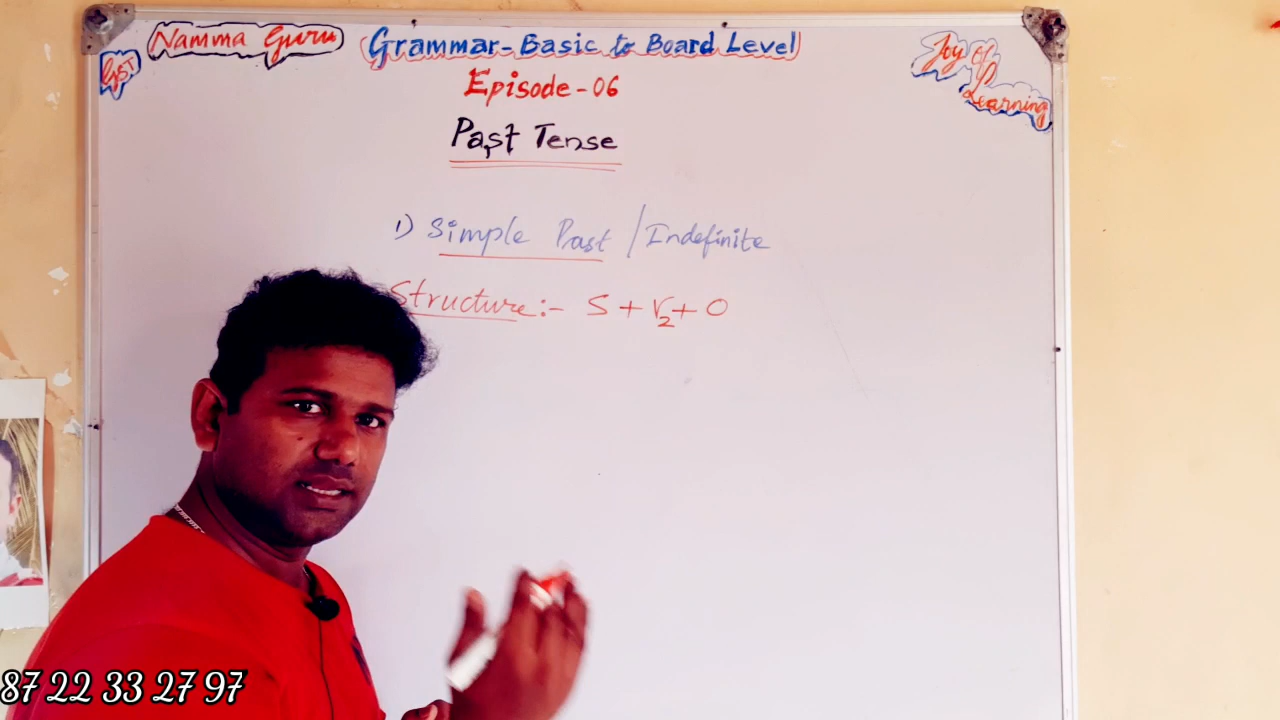 Namma Guru
Grammar-Basic to Board Level
Joy of
Learning
Episode-06
Past Tense
1) Simple Past / Indefinite
Structure:- S + V2 + O
87 22 33 27 97